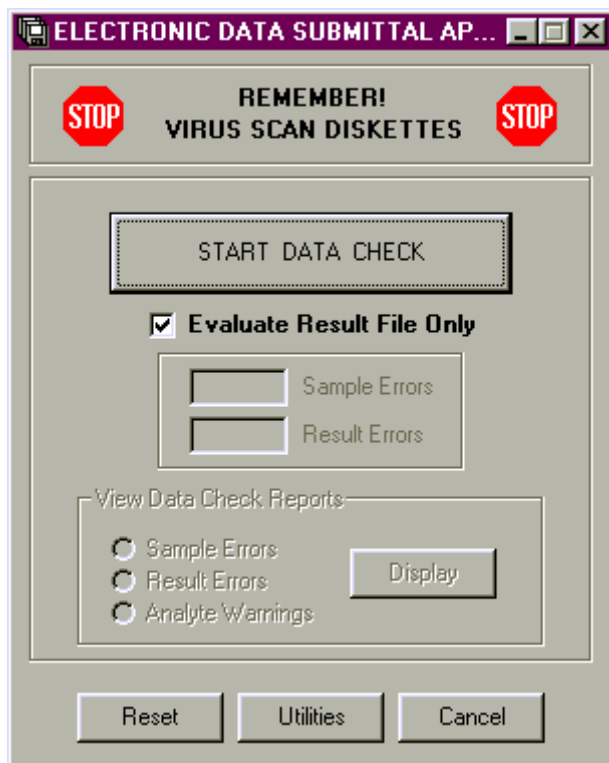 ELECTRONIC DATA SUBMITTAL AP...
STOP REMEMBER! STOP
VIRUS SCAN DISKETTES
START DATA CHECK
Evaluate Result File Only
Sample Errors
Result Errors
View Data Check Reports
Sample Errors
Result Errors
Analyte Warnings
Display
Reset Utilities Cancel